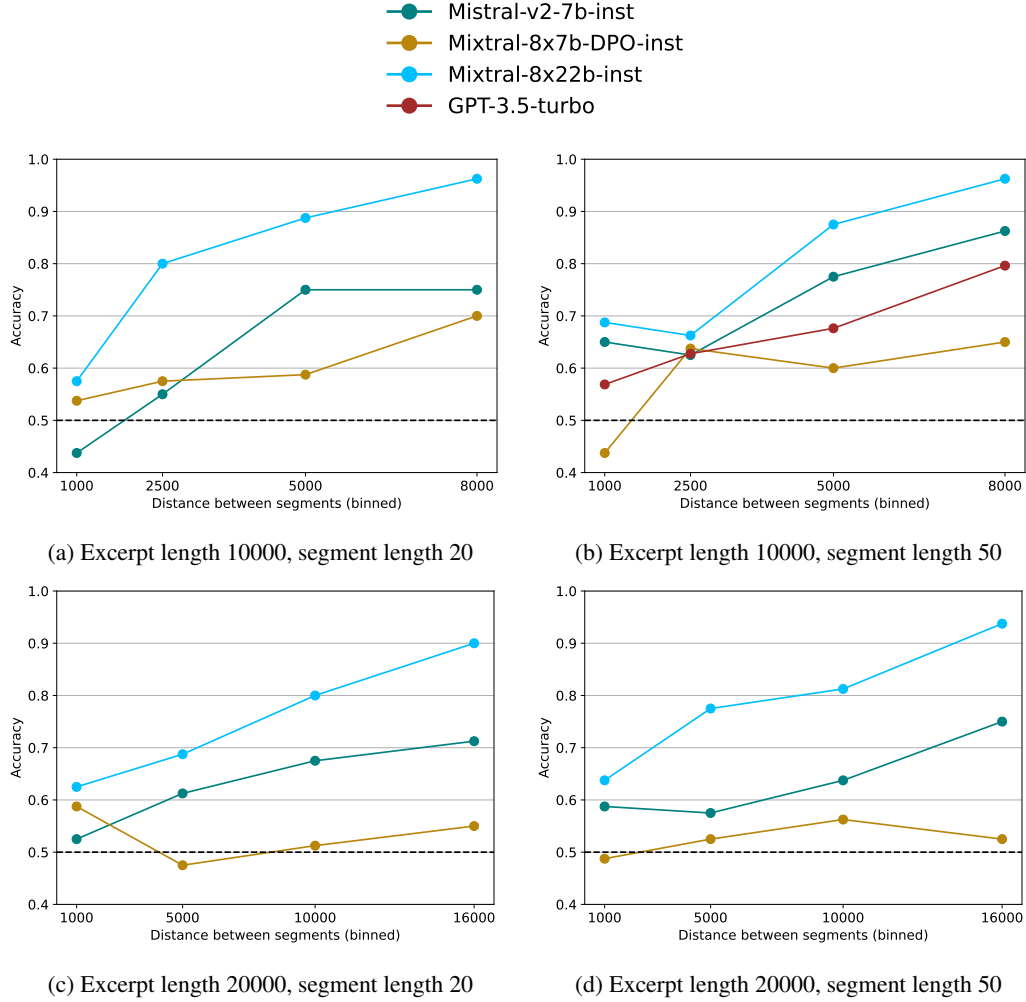 Mistral-v2-7b-inst
Mixtral-8x7b-DPO-inst
Mixtral-8x22b-inst
GPT-3.5-turbo
1.0
0.9
0.8
0.7
0.6
0.5
0.4
Accuracy
1000 2500 5000 8000
Distance between segments (binned)
(a) Excerpt length 10000, segment length 20
1.0
0.9
0.8
0.7
0.6
0.5
0.4
Accuracy
1000 2500 5000 8000
Distance between segments (binned)
(b) Excerpt length 10000, segment length 50
1.0
0.9
0.8
0.7
0.6
0.5
0.4
Accuracy
1000 5000 10000 16000
Distance between segments (binned)
(c) Excerpt length 20000, segment length 20
1.0
0.9
0.8
0.7
0.6
0.5
0.4
Accuracy
1000 5000 10000 16000
Distance between segments (binned)
(d) Excerpt length 20000, segment length 50